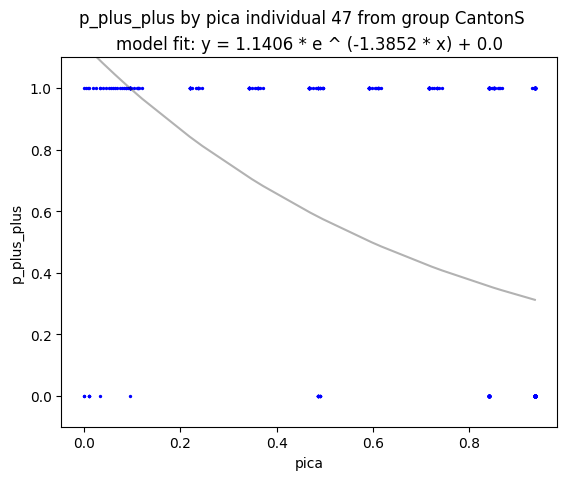 p_plus_plus by pica individual 47 from group CantonS
model fit: y = 1.1406 * e ^ (-1.3852 * x) + 0.0
p_plus_plus
1.0
0.8
0.6
0.4
0.2
0.0
0.0 0.2 0.4 0.6 0.8
pica